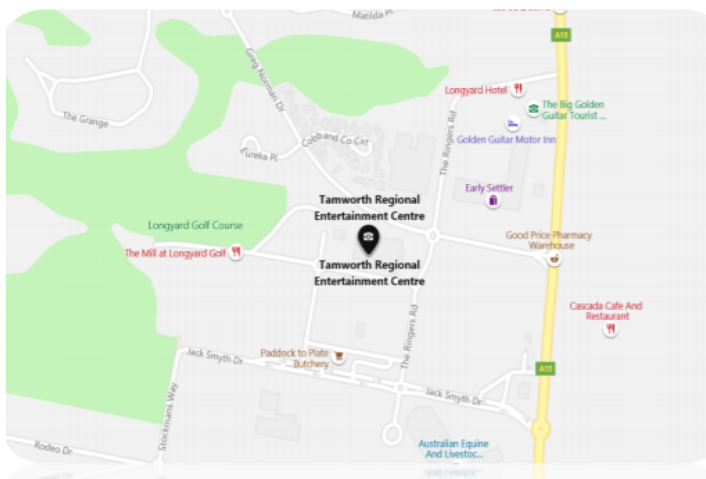 Matilda Pl
A15
Greg Norman Dr
Longyard Hotel
The Big Golden
Guitar Tourist ...
The Grange
Cobb and Co Cct
Golden Guitar Motor Inn
Eureka Pl
The Ringers Rd
Early Settler
Tamworth Regional
Entertainment Centre
Longyard Golf Course
Good Price Pharmacy
Warehouse
The Mill at Longyard Golf
Tamworth Regional
Entertainment Centre
Cascada Cafe And
Restaurant
The Ringers Rd
Paddock to Plate
Butchery
Jack Smyth Dr
A15
Jack Smyth Dr
Stockmans Way
Rodeo Dr
Australian Equine
And Livestoc...